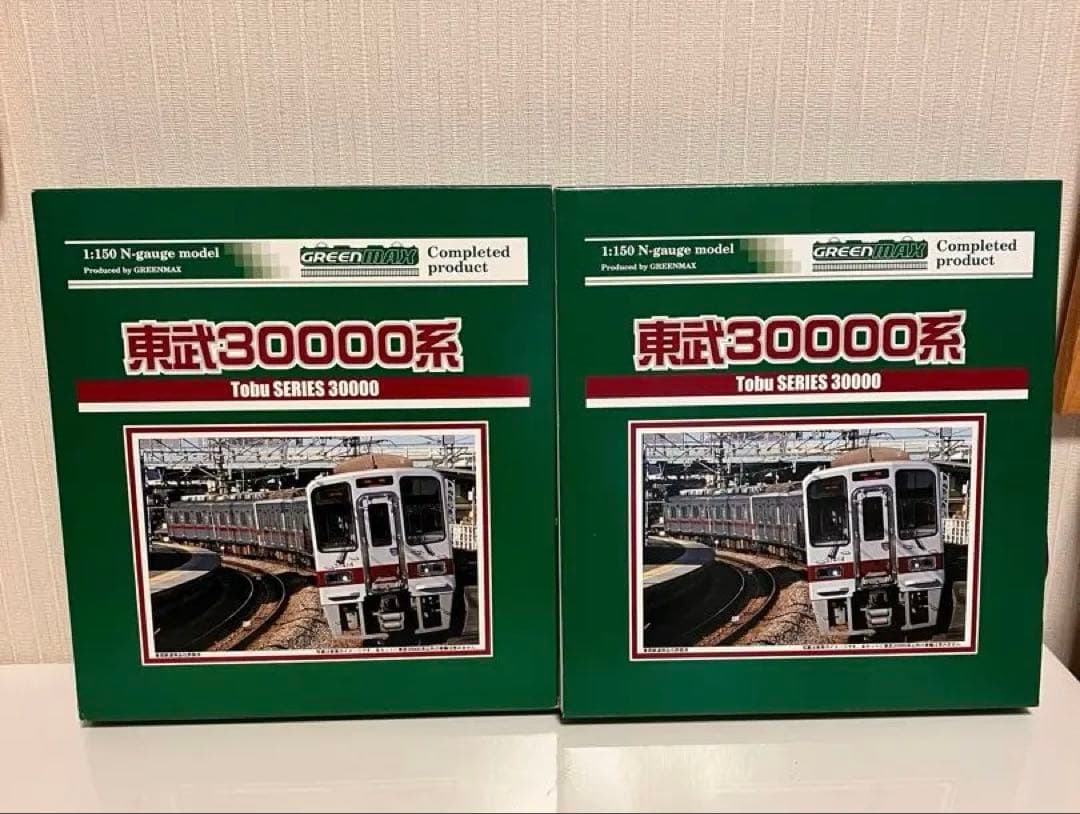 1:150 N-gauge model
Produced by GREENMAX
GREENMAX
Completed
product
東武30000系
Tobu SERIES 30000
1:150 N-gauge model
Produced by GREENMAX
GREENMAX
Completed
product
東武30000系
Tobu SERIES 30000